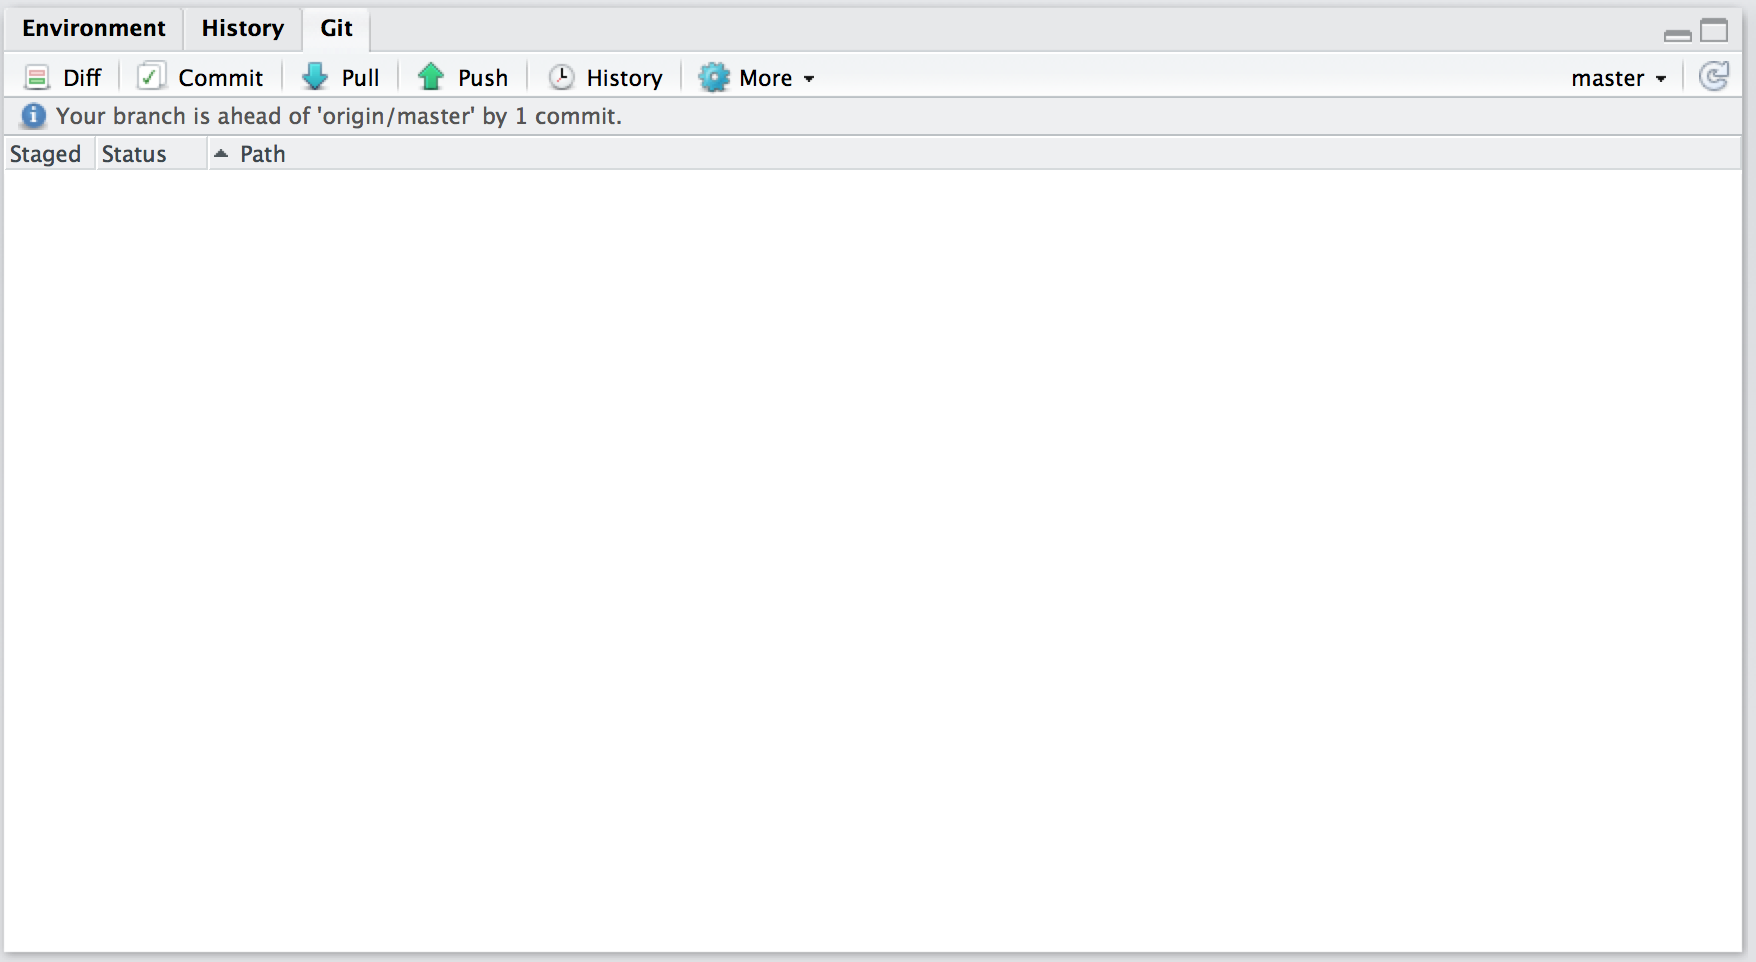 Environment History Git
Diff Commit Pull Push History More master
Your branch is ahead of 'origin/master' by 1 commit.
Staged Status Path